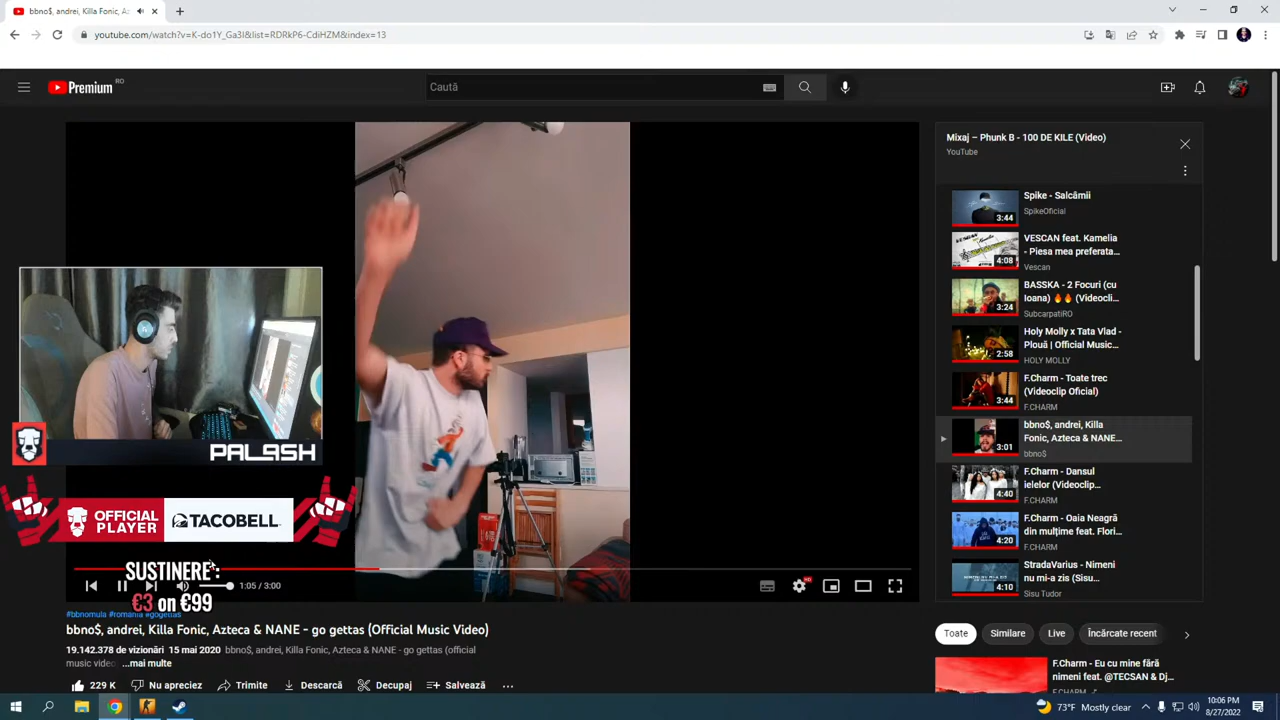 bbno$, andrei, Killa Fonic, Az
youtube.com/watch?v=K-do1Y_Ga3I&list=RDRkP6-CdiHZM&index=13
Premium RO
Caută
Mixaj – Phunk B - 100 DE KILE (Video)
YouTube
Spike - Salcâmii
SpikeOficial
3:44
VESCAN feat. Kamelia
- Piesa mea preferata...
Vescan
4:08
BASSKA - 2 Focuri (cu
Ioana) 🔥🔥 (Videocli...
SubcarpatiRO
3:24
Holy Molly x Tata Vlad -
Plouă | Official Music...
HOLY MOLLY
2:58
F.Charm - Toate trec
(Videoclip Oficial)
F.CHARM
3:44
bbno$, andrei, Killa
Fonic, Azteca & NANE...
bbno$
3:01
F.Charm - Dansul
ielelor (Videoclip...
F.CHARM
4:40
F.Charm - Oaia Neagră
din mulțime feat. Flori...
F.CHARM
4:20
StradaVarius - Nimeni
nu mi-a zis (Sisu...
Sisu Tudor
4:10
PALASH
OFFICIAL
PLAYER
TACOBELL
SUSTINERE :
€3 on €99
1:05 / 3:00
HD
#bbnomula #romania #gogettas
bbno$, andrei, Killa Fonic, Azteca & NANE - go gettas (Official Music Video)
19.142.378 de vizionări 15 mai 2020 bbno$, andrei, Killa Fonic, Azteca & NANE - go gettas (official
music video ...mai multe
229 K Nu apreciez Trimite Descarcă Decupaj Salvează
Toate Similare Live Încărcate recent
F.Charm - Eu cu mine fără
nimeni feat. @TECSAN & Dj...
F.CHARM
73°F Mostly clear
10:06 PM
8/27/2022